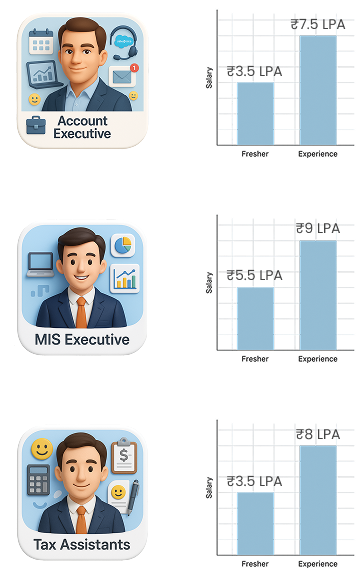 Account
Executive
1
Salary
₹3.5 LPA
₹7.5 LPA
Fresher
Experience
MIS Executive
Salary
₹5.5 LPA
₹9 LPA
Fresher
Experience
$
Tax Assistants
Salary
₹3.5 LPA
₹8 LPA
Fresher
Experience